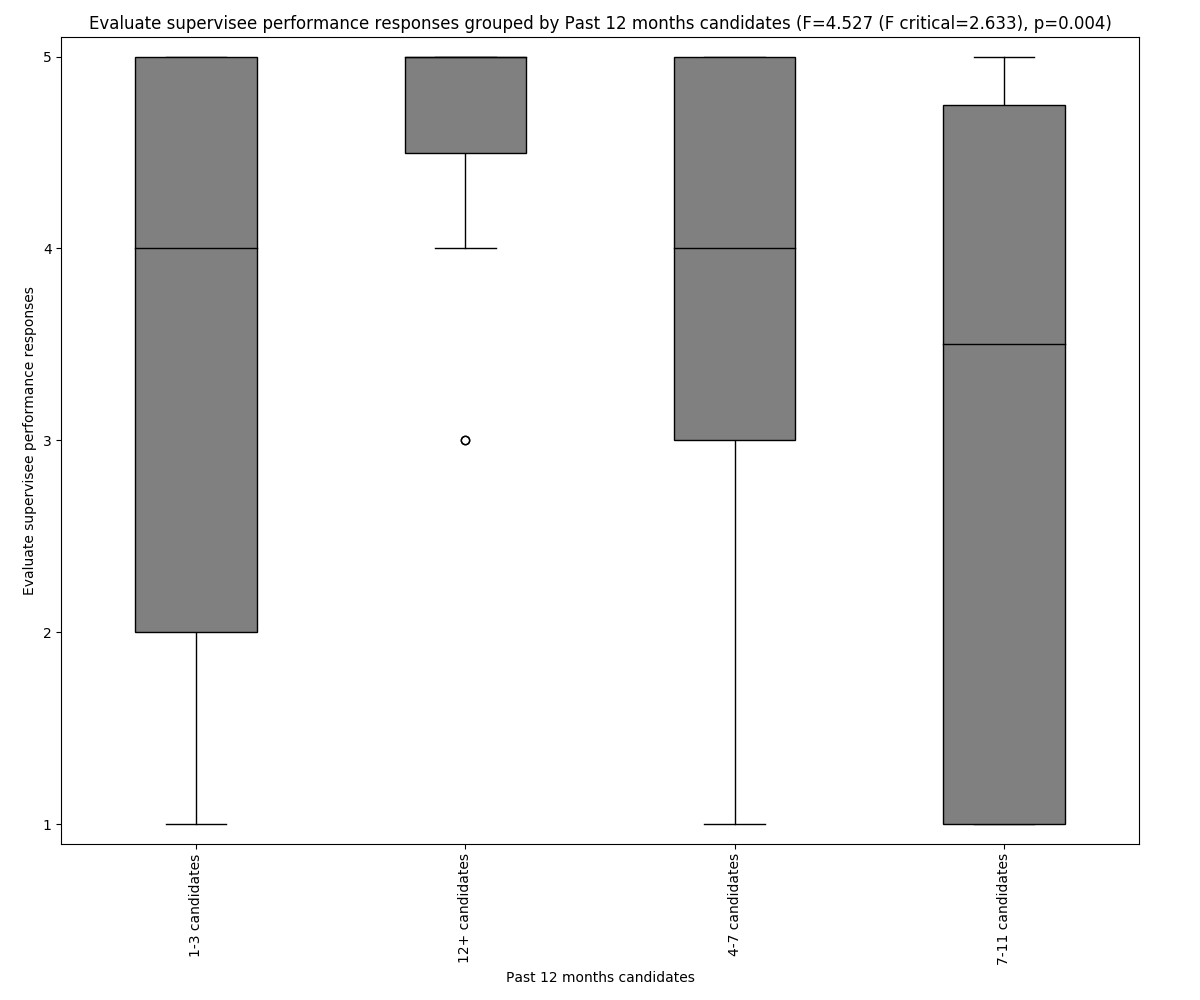 Evaluate supervisee performance responses grouped by Past 12 months candidates (F=4.527 (F critical=2.633), p=0.004)
Evaluate supervisee performance responses
5
4
3
2
1
1-3 candidates
12+ candidates
4-7 candidates
7-11 candidates
Past 12 months candidates